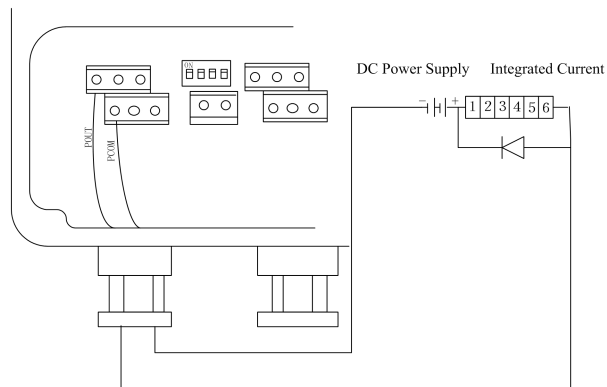 ON
DC Power Supply Integrated Current
− + 1 2 3 4 5 6
POUT
PCOM